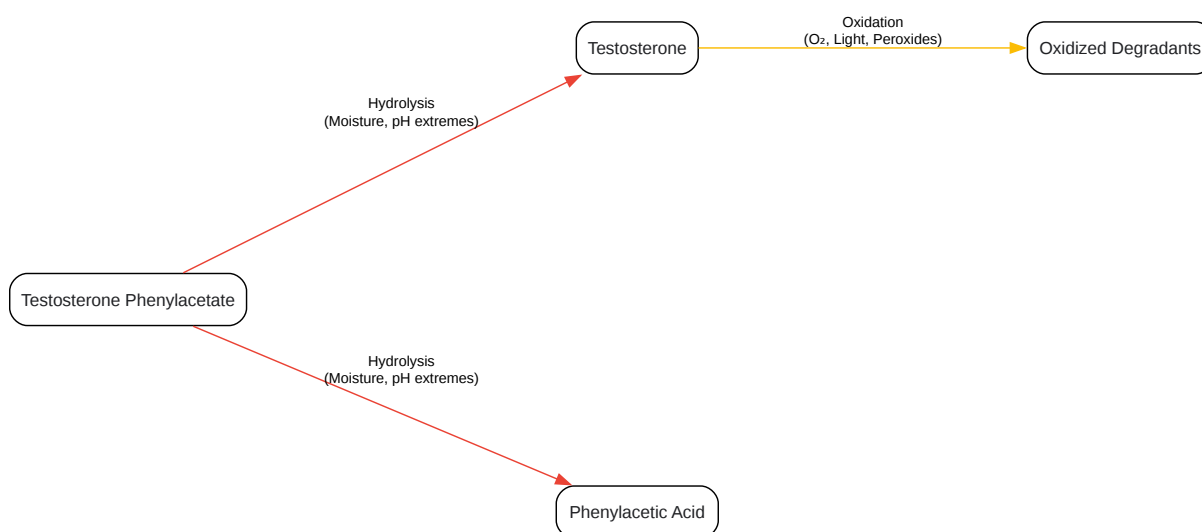 Oxidation
(O₂, Light, Peroxides)
Testosterone
Oxidized Degradants
Hydrolysis
(Moisture, pH extremes)
Testosterone Phenylacetate
Hydrolysis
(Moisture, pH extremes)
Phenylacetic Acid